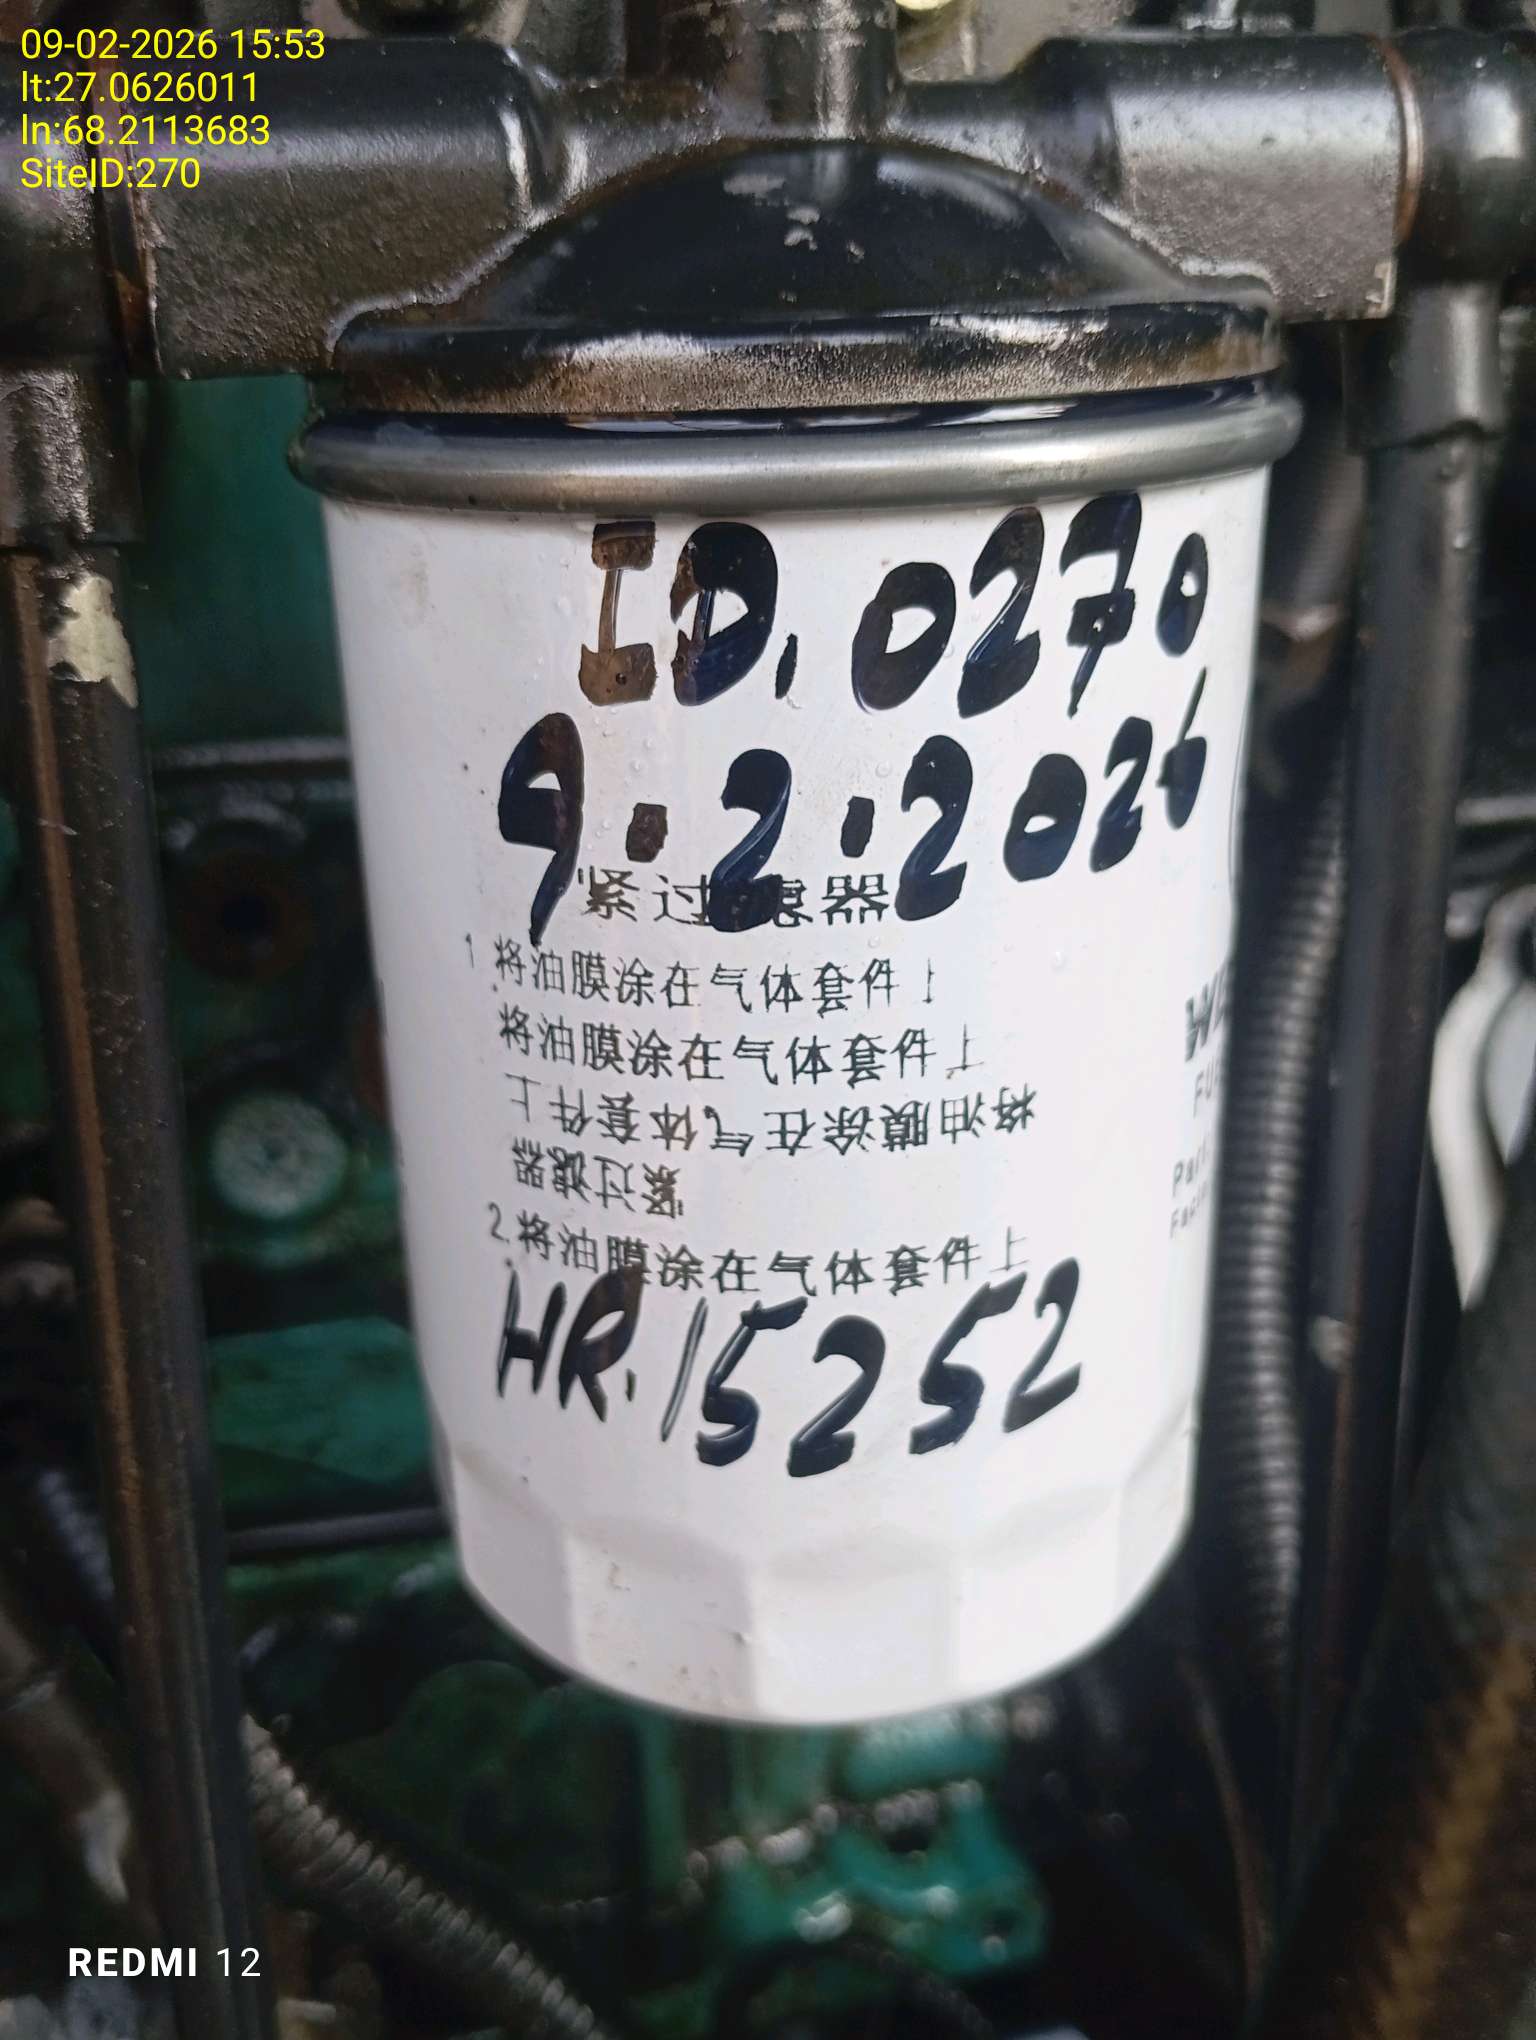 09-02-2026 15:53
lt:27.0626011
ln:68.2113683
SiteID:270
ID.0270
9.2.2026
紧过滤器
1.将油膜涂在气体套件上
将油膜涂在气体套件上
将油膜涂在气体套件上
紧过滤器
2.将油膜涂在气体套件上
HR.15252
REDMI 12